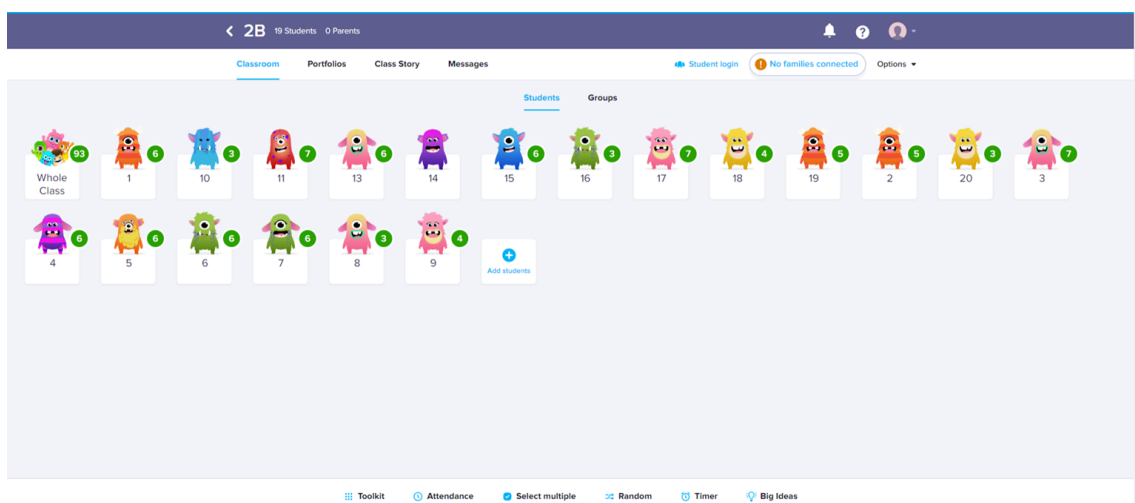 2B 19 Students 0 Parents
Classroom Portfolios Class Story Messages Student login No families connected Options
Students Groups
93 6 3 7 6 6 3 7 4 5 5 3 7
Whole Class 1 10 11 13 14 15 16 17 18 19 2 20 3
6 6 6 6 3 4
4 5 6 7 8 9 Add students
Toolkit Attendance Select multiple Random Timer Big Ideas